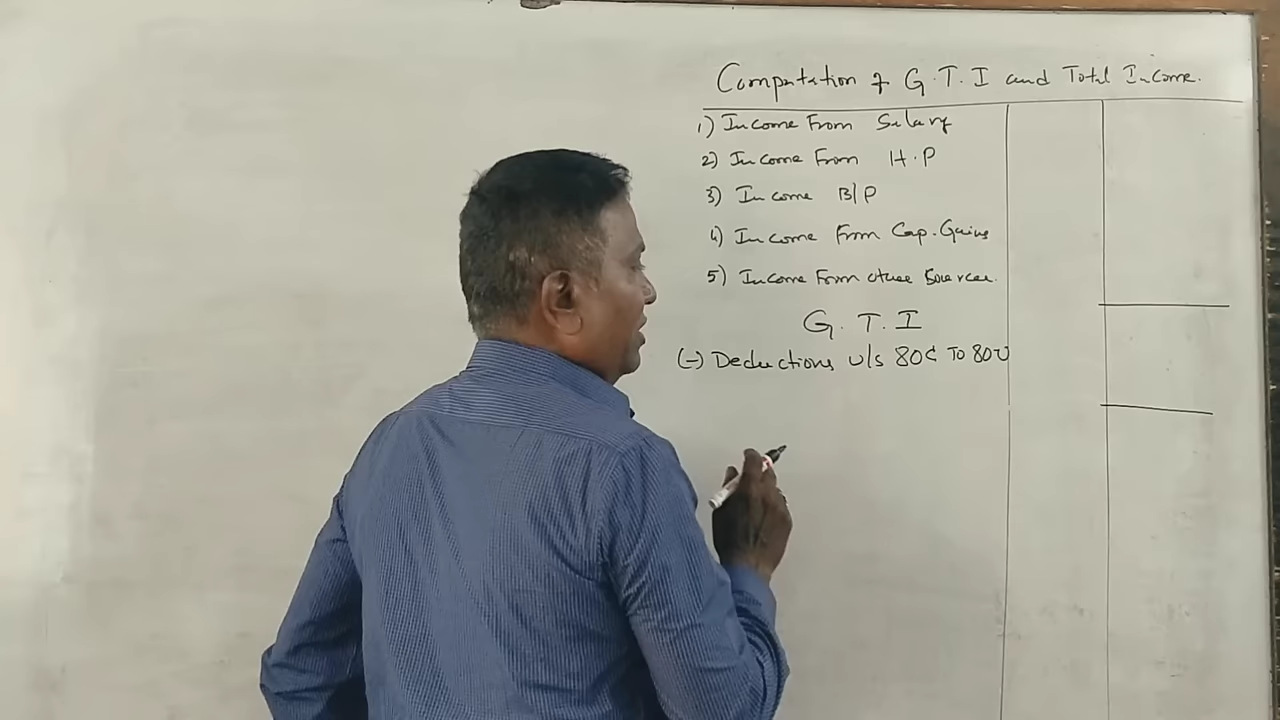 Computation of G.T.I and Total Income.
1) Income From Salary
2) Income From H.P
3) Income B/P
4) Income From Cap. Gains
5) Income From other Sources.
G. T. I
(-) Deductions u/s 80C To 80U